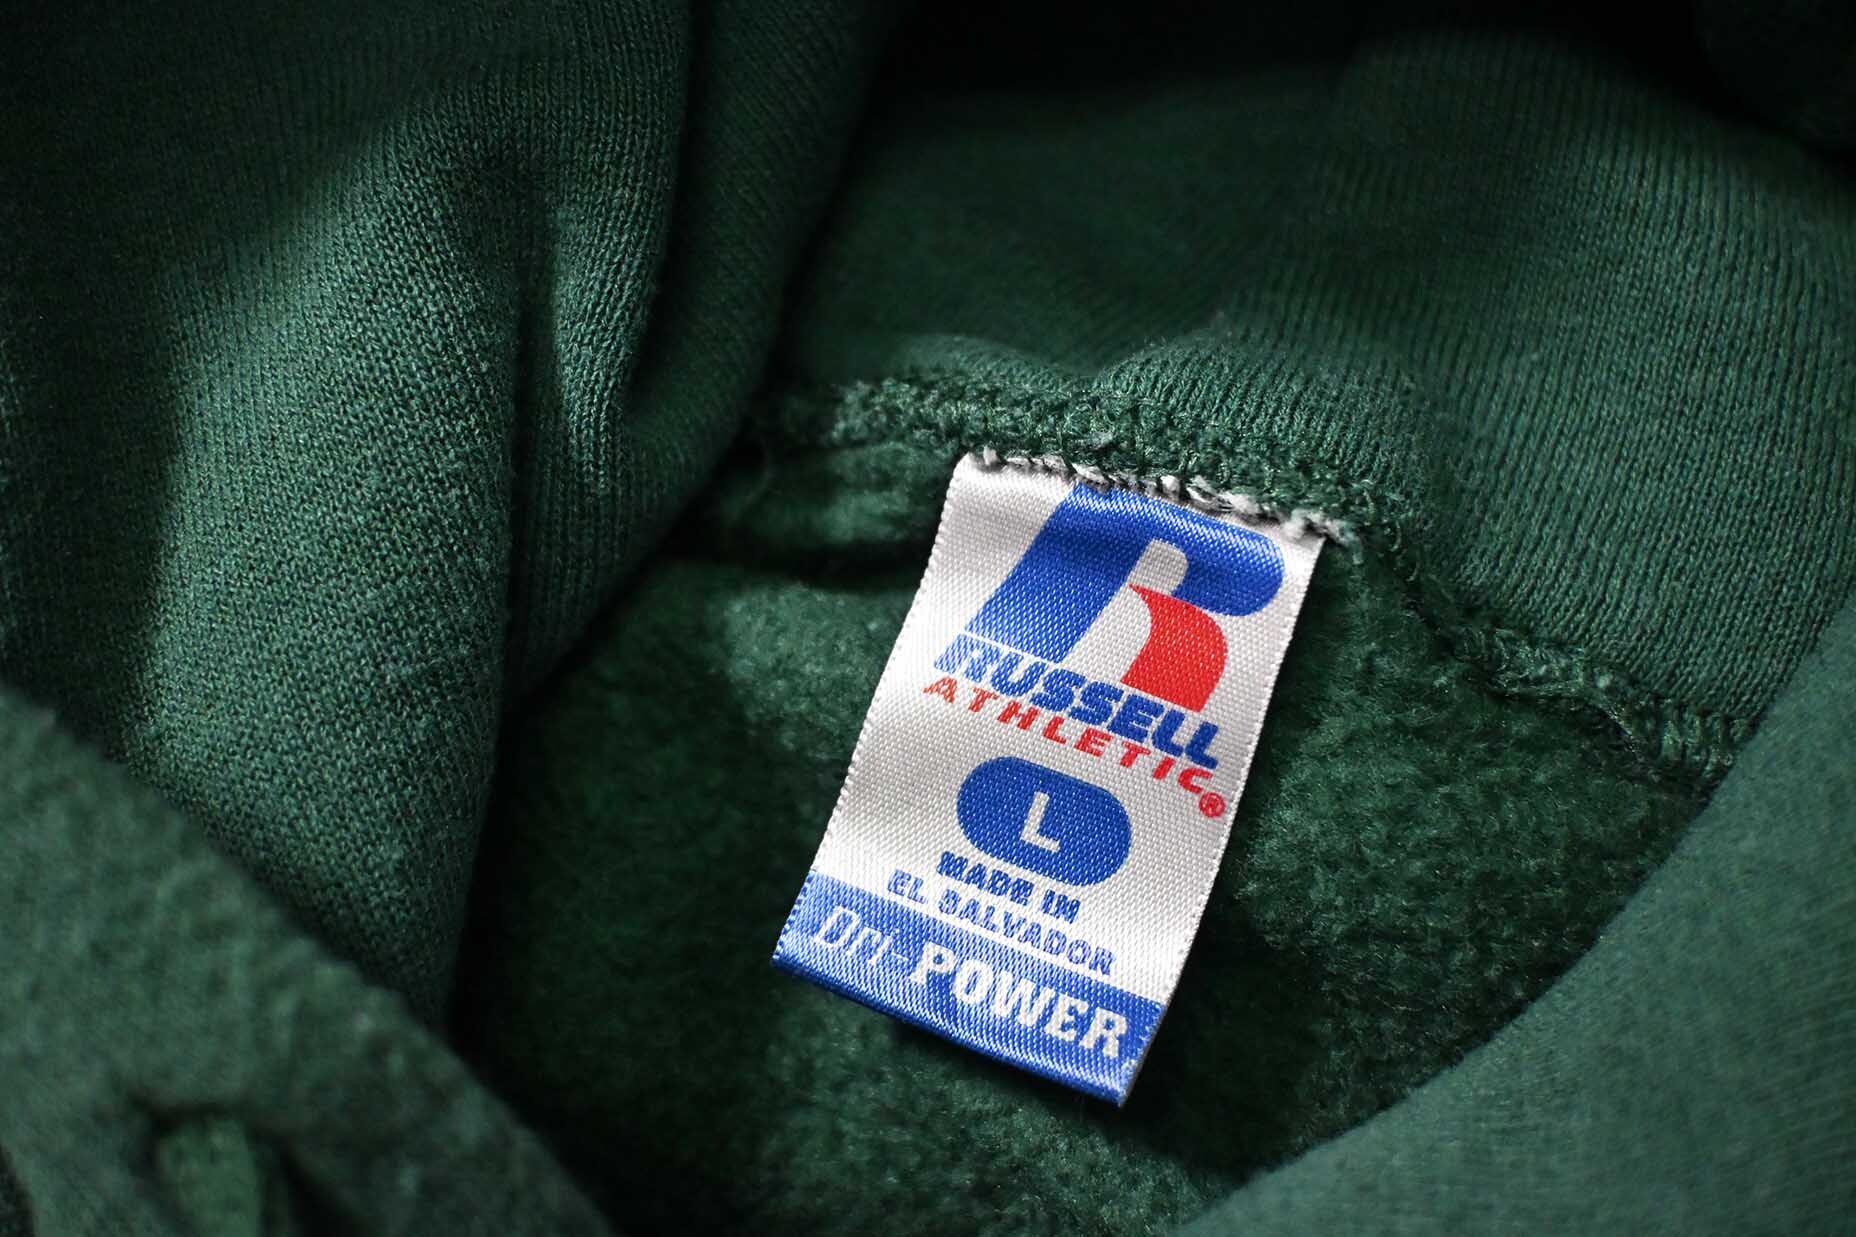 R
RUSSELL
ATHLETIC®
L
MADE IN
EL SALVADOR
Dri-POWER